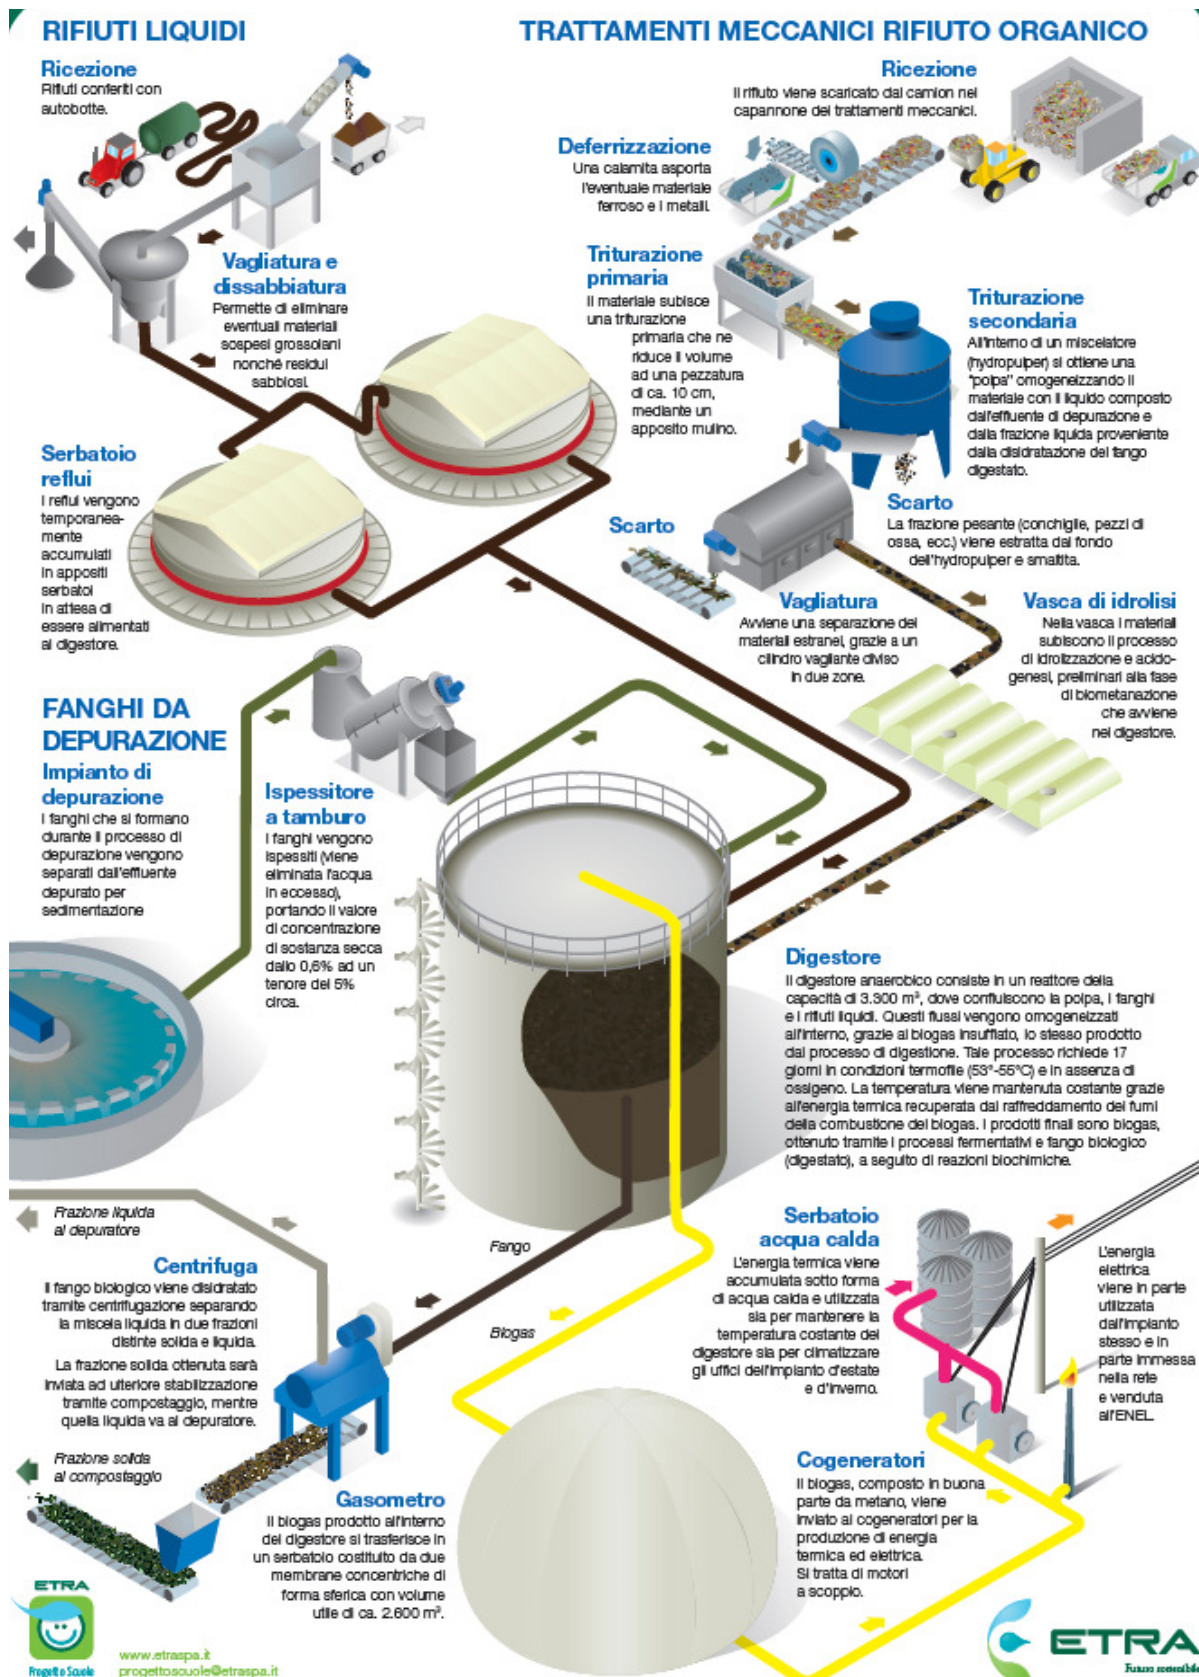 RIFIUTI LIQUIDI
Ricezione
Rifiuti conferiti con
autobotte.
Vagliatura e
dissabbiatura
Permette di eliminare
eventuali materiali
sospesi grossolani
nonché residui
sabbiosi.
Serbatoio
reflui
I reflui vengono
temporanea-
mente
accumulati
in appositi
serbatoi
in attesa di
essere alimentati
al digestore.
TRATTAMENTI MECCANICI RIFIUTO ORGANICO
Ricezione
Il rifiuto viene scaricato dai camion nel
capannone dei trattamenti meccanici.
Deferrizzazione
Una calamita asporta
l'eventuale materiale
ferroso e i metalli.
Triturazione
primaria
Il materiale subisce
una triturazione
primaria che ne
riduce il volume
ad una pezzatura
di ca. 10 cm,
mediante un
apposito mulino.
Triturazione
secondaria
All'interno di un miscelatore
(hydropulper) si ottiene una
"polpa" omogeneizzando il
materiale con il liquido composto
dall'effluente di depurazione e
dalla frazione liquida proveniente
dalla disidratazione del fango
digestato.
Scarto
La frazione pesante (conchiglie, pezzi di
ossa, ecc.) viene estratta dal fondo
dell'hydropulper e smaltita.
Scarto
Vagliatura
Avviene una separazione dei
materiali estranei, grazie a un
cilindro vagliante diviso
in due zone.
Vasca di idrolisi
Nella vasca i materiali
subiscono il processo
di idrolizzazione e acido-
genesi, preliminari alla fase
di biometanazione
che avviene
nel digestore.
FANGHI DA
DEPURAZIONE
Impianto di
depurazione
I fanghi che si formano
durante il processo di
depurazione vengono
separati dall'effluente
depurato per
sedimentazione
Ispessitore
a tamburo
I fanghi vengono
ispessiti (viene
eliminata l'acqua
in eccesso),
portando il valore
di concentrazione
di sostanza secca
dallo 0,6% ad un
tenore del 5%
circa.
Digestore
Il digestore anaerobico consiste in un reattore della
capacità di 3.300 m³, dove confluiscono la polpa, i fanghi
e i rifiuti liquidi. Questi flussi vengono omogeneizzati
all'interno, grazie al biogas insufflato, lo stesso prodotto
dal processo di digestione. Tale processo richiede 17
giorni in condizioni termofile (53°-55°C) e in assenza di
ossigeno. La temperatura viene mantenuta costante grazie
all'energia termica recuperata dal raffreddamento dei fumi
della combustione del biogas. I prodotti finali sono biogas,
ottenuto tramite i processi fermentativi e fango biologico
(digestato), a seguito di reazioni biochimiche.
Frazione liquida
al depuratore
Fango
Biogas
Centrifuga
Il fango biologico viene disidratato
tramite centrifugazione separando
la miscela liquida in due frazioni
distinte solida e liquida.
La frazione solida ottenuta sarà
inviata ad ulteriore stabilizzazione
tramite compostaggio, mentre
quella liquida va al depuratore.
Frazione solida
al compostaggio
Gasometro
Il biogas prodotto all'interno
del digestore si trasferisce in
un serbatoio costituito da due
membrane concentriche di
forma sferica con volume
utile di ca. 2.600 m³.
Serbatoio
acqua calda
L'energia termica viene
accumulata sotto forma
di acqua calda e utilizzata
sia per mantenere la
temperatura costante del
digestore sia per climatizzare
gli uffici dell'impianto d'estate
e d'inverno.
L'energia
elettrica
viene in parte
utilizzata
dall'impianto
stesso e in
parte immessa
nella rete
e venduta
all'ENEL.
Cogeneratori
Il biogas, composto in buona
parte da metano, viene
inviato ai cogeneratori per la
produzione di energia
termica ed elettrica.
Si tratta di motori
a scoppio.
ETRA
Progetto Scuole
www.etraspa.it
progettoscuole@etraspa.it
ETRA
Futuro sostenibile